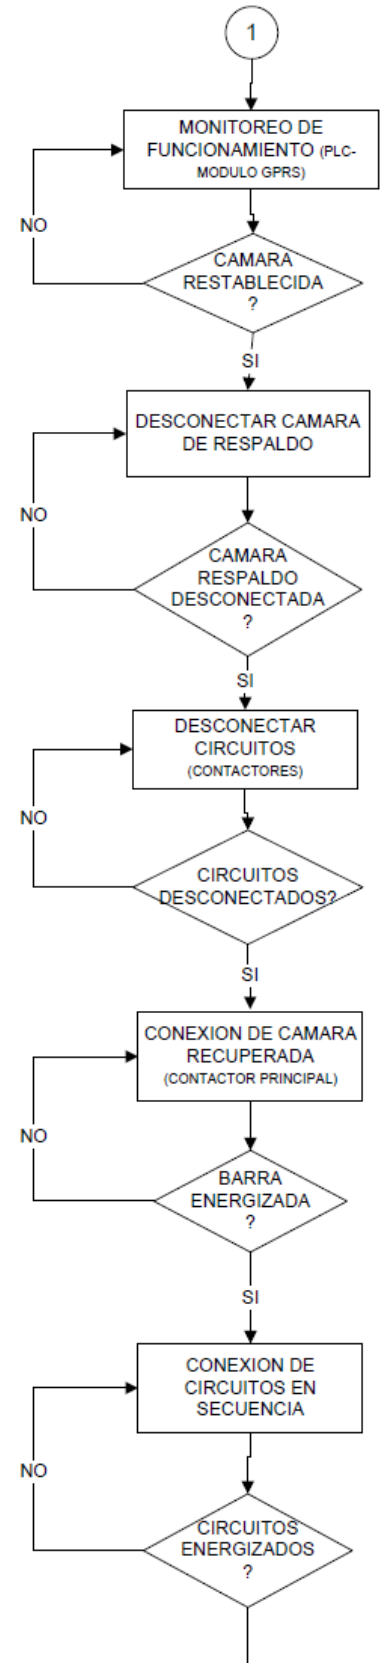 1
MONITOREO DE
FUNCIONAMIENTO (PLC-
MODULO GPRS)
NO
CAMARA
RESTABLECIDA
?
SI
DESCONECTAR CAMARA
DE RESPALDO
NO
CAMARA
RESPALDO
DESCONECTADA
?
SI
DESCONECTAR
CIRCUITOS
(CONTACTORES)
NO
CIRCUITOS
DESCONECTADOS?
SI
CONEXION DE CAMARA
RECUPERADA
(CONTACTOR PRINCIPAL)
NO
BARRA
ENERGIZADA
?
SI
CONEXION DE
CIRCUITOS EN
SECUENCIA
NO
CIRCUITOS
ENERGIZADOS
?